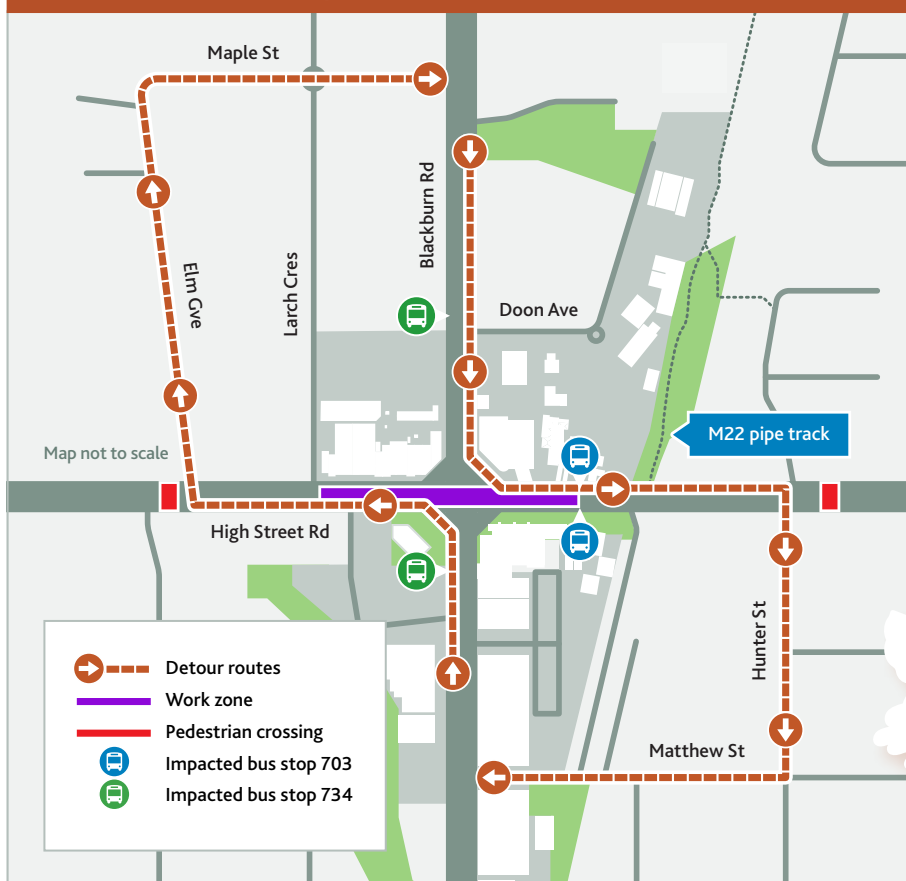 Maple St
Blackburn Rd
Elm Gve
Larch Cres
Doon Ave
M22 pipe track
Map not to scale
High Street Rd
Hunter St
Matthew St
Detour routes
Work zone
Pedestrian crossing
Impacted bus stop 703
Impacted bus stop 734